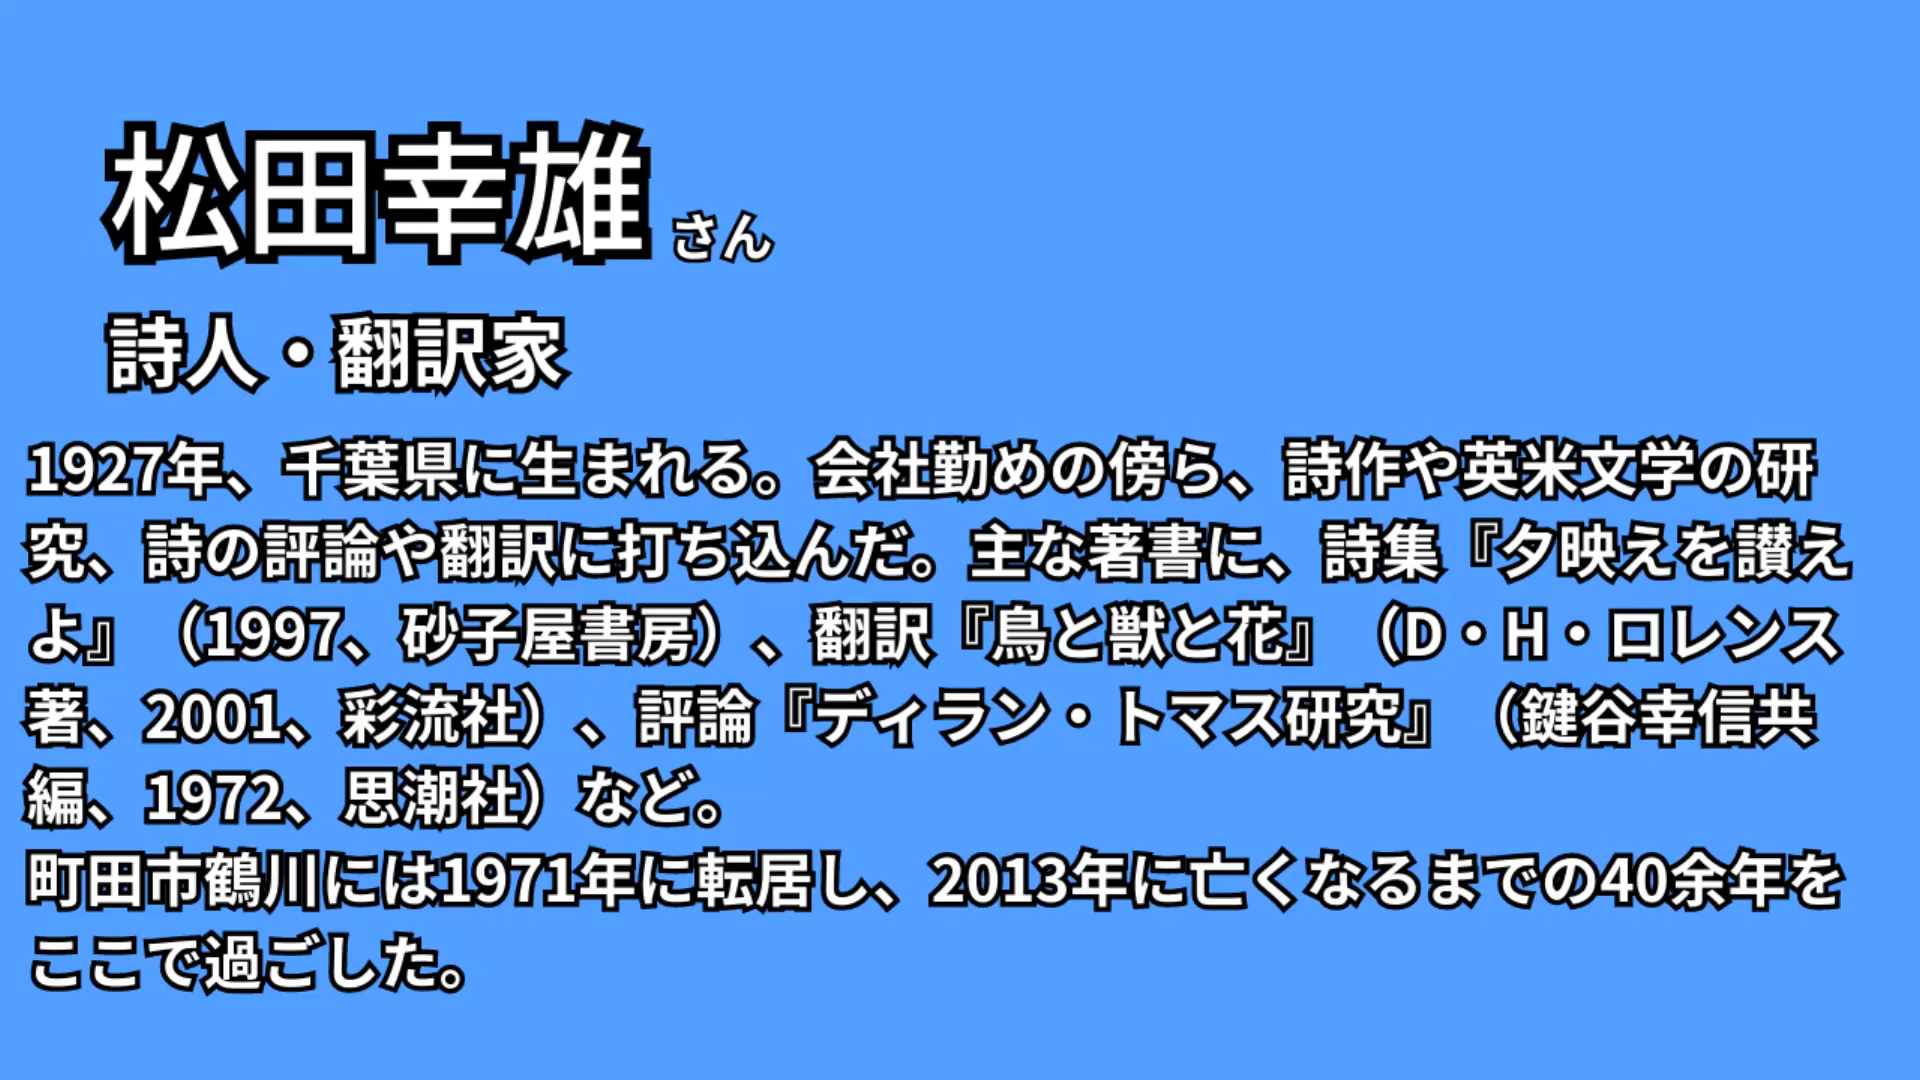 松田幸雄さん
詩人・翻訳家
1927年、千葉県に生まれる。会社勤めの傍ら、詩作や英米文学の研
究、詩の評論や翻訳に打ち込んだ。主な著書に、詩集『夕映えを讃え
よ』（1997、砂子屋書房）、翻訳『鳥と獣と花』（D・H・ロレンス
著、2001、彩流社）、評論『ディラン・トマス研究』（鍵谷幸信共
編、1972、思潮社）など。
町田市鶴川には1971年に転居し、2013年に亡くなるまでの40余年を
ここで過ごした。